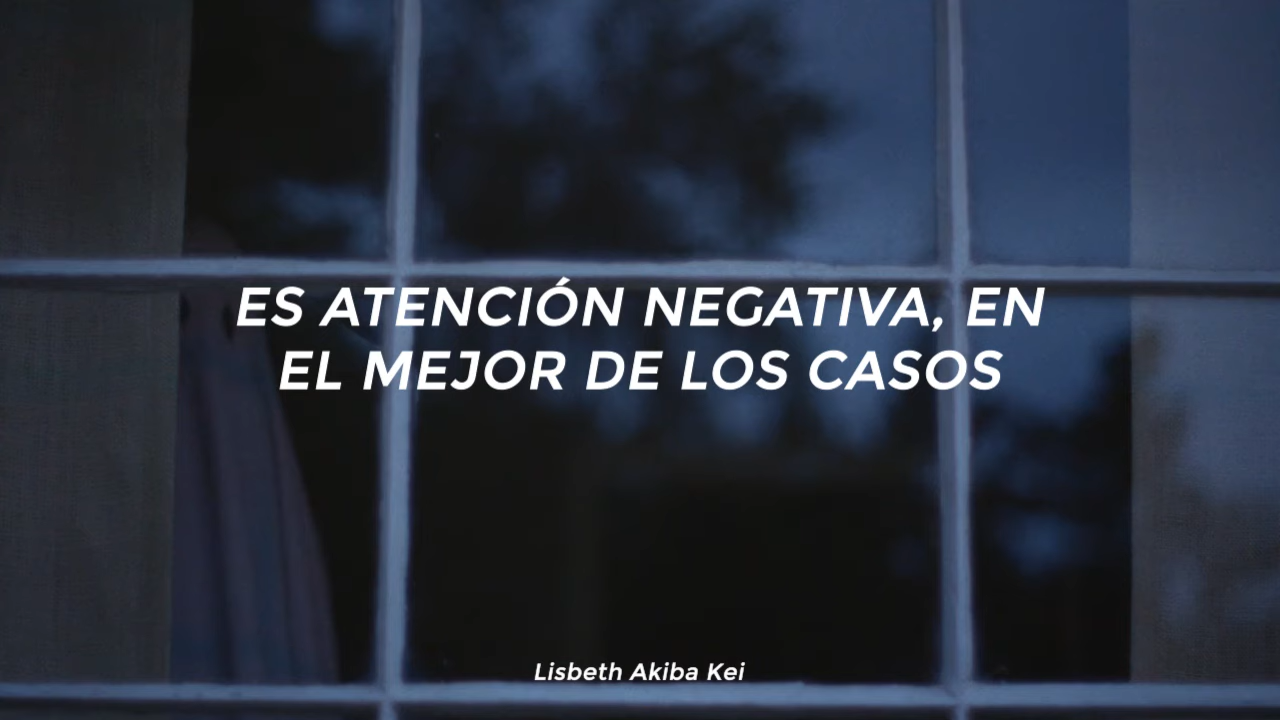 ES ATENCIÓN NEGATIVA, EN
EL MEJOR DE LOS CASOS
Lisbeth Akiba Kei